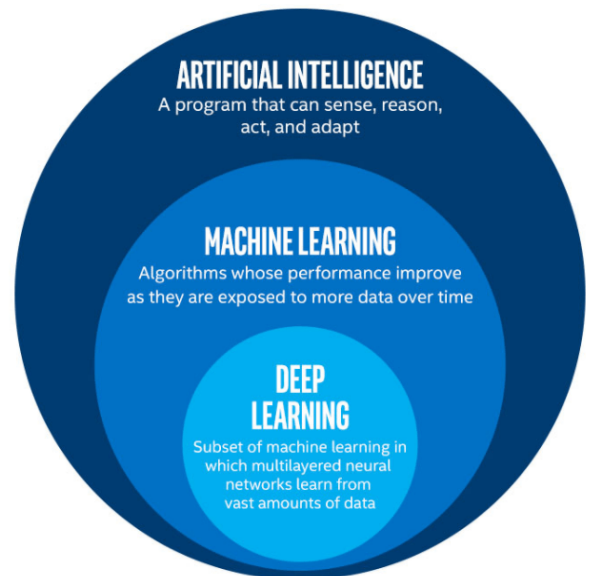 ARTIFICIAL INTELLIGENCE
A program that can sense, reason,
act, and adapt
MACHINE LEARNING
Algorithms whose performance improve
as they are exposed to more data over time
DEEP
LEARNING
Subset of machine learning in
which multilayered neural
networks learn from
vast amounts of data